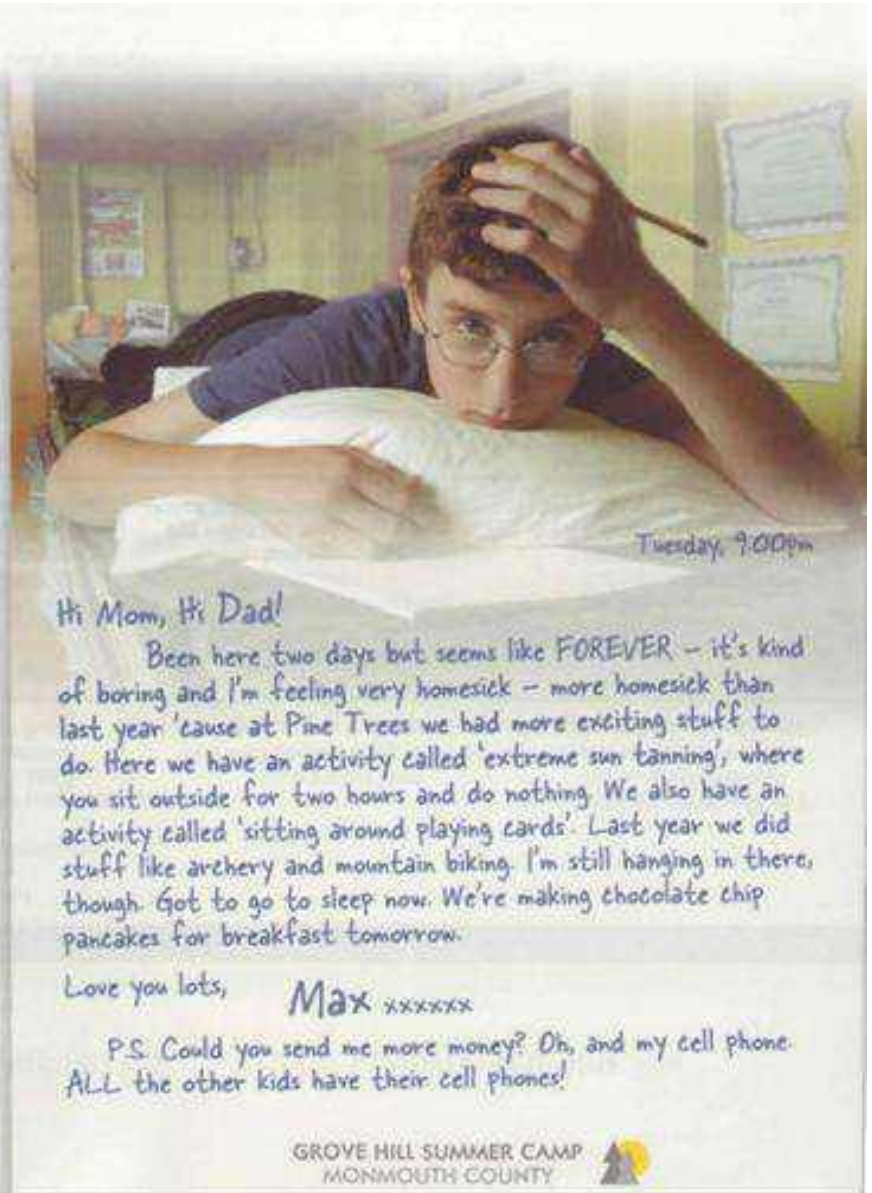 Tuesday, 9.00pm
Hi Mom, Hi Dad!
Been here two days but seems like FOREVER – it's kind
of boring and I'm feeling very homesick – more homesick than
last year 'cause at Pine Trees we had more exciting stuff to
do. Here we have an activity called 'extreme sun tanning', where
you sit outside for two hours and do nothing. We also have an
activity called 'sitting around playing cards'. Last year we did
stuff like archery and mountain biking. I'm still hanging in there,
though. Got to go to sleep now. We're making chocolate chip
pancakes for breakfast tomorrow.
Love you lots,
Max xxxxxx
P.S. Could you send me more money? Oh, and my cell phone.
ALL the other kids have their cell phones!
GROVE HILL SUMMER CAMP
MONMOUTH COUNTY